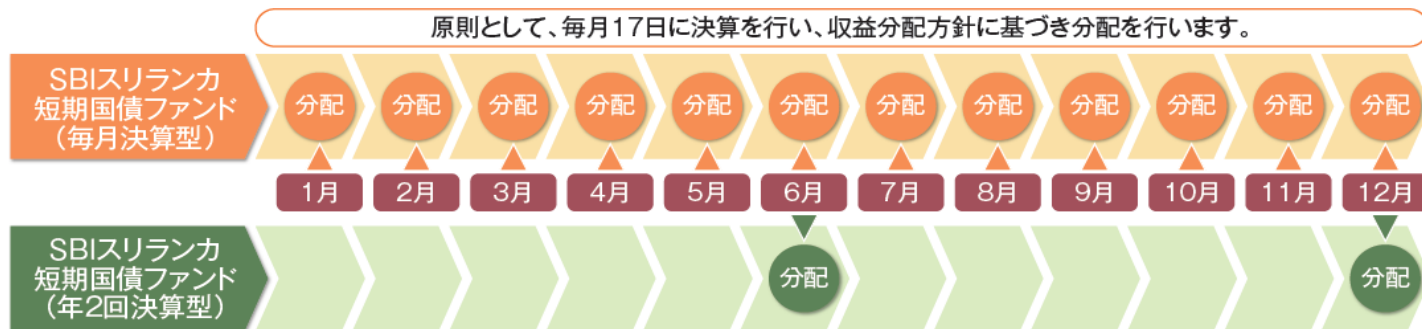 原則として、毎月17日に決算を行い、収益分配方針に基づき分配を行います。
SBIスリランカ
短期国債ファンド
(毎月決算型)
分配 分配 分配 分配 分配 分配 分配 分配 分配 分配 分配 分配
1月 2月 3月 4月 5月 6月 7月 8月 9月 10月 11月 12月
SBIスリランカ
短期国債ファンド
(年2回決算型)
分配 分配